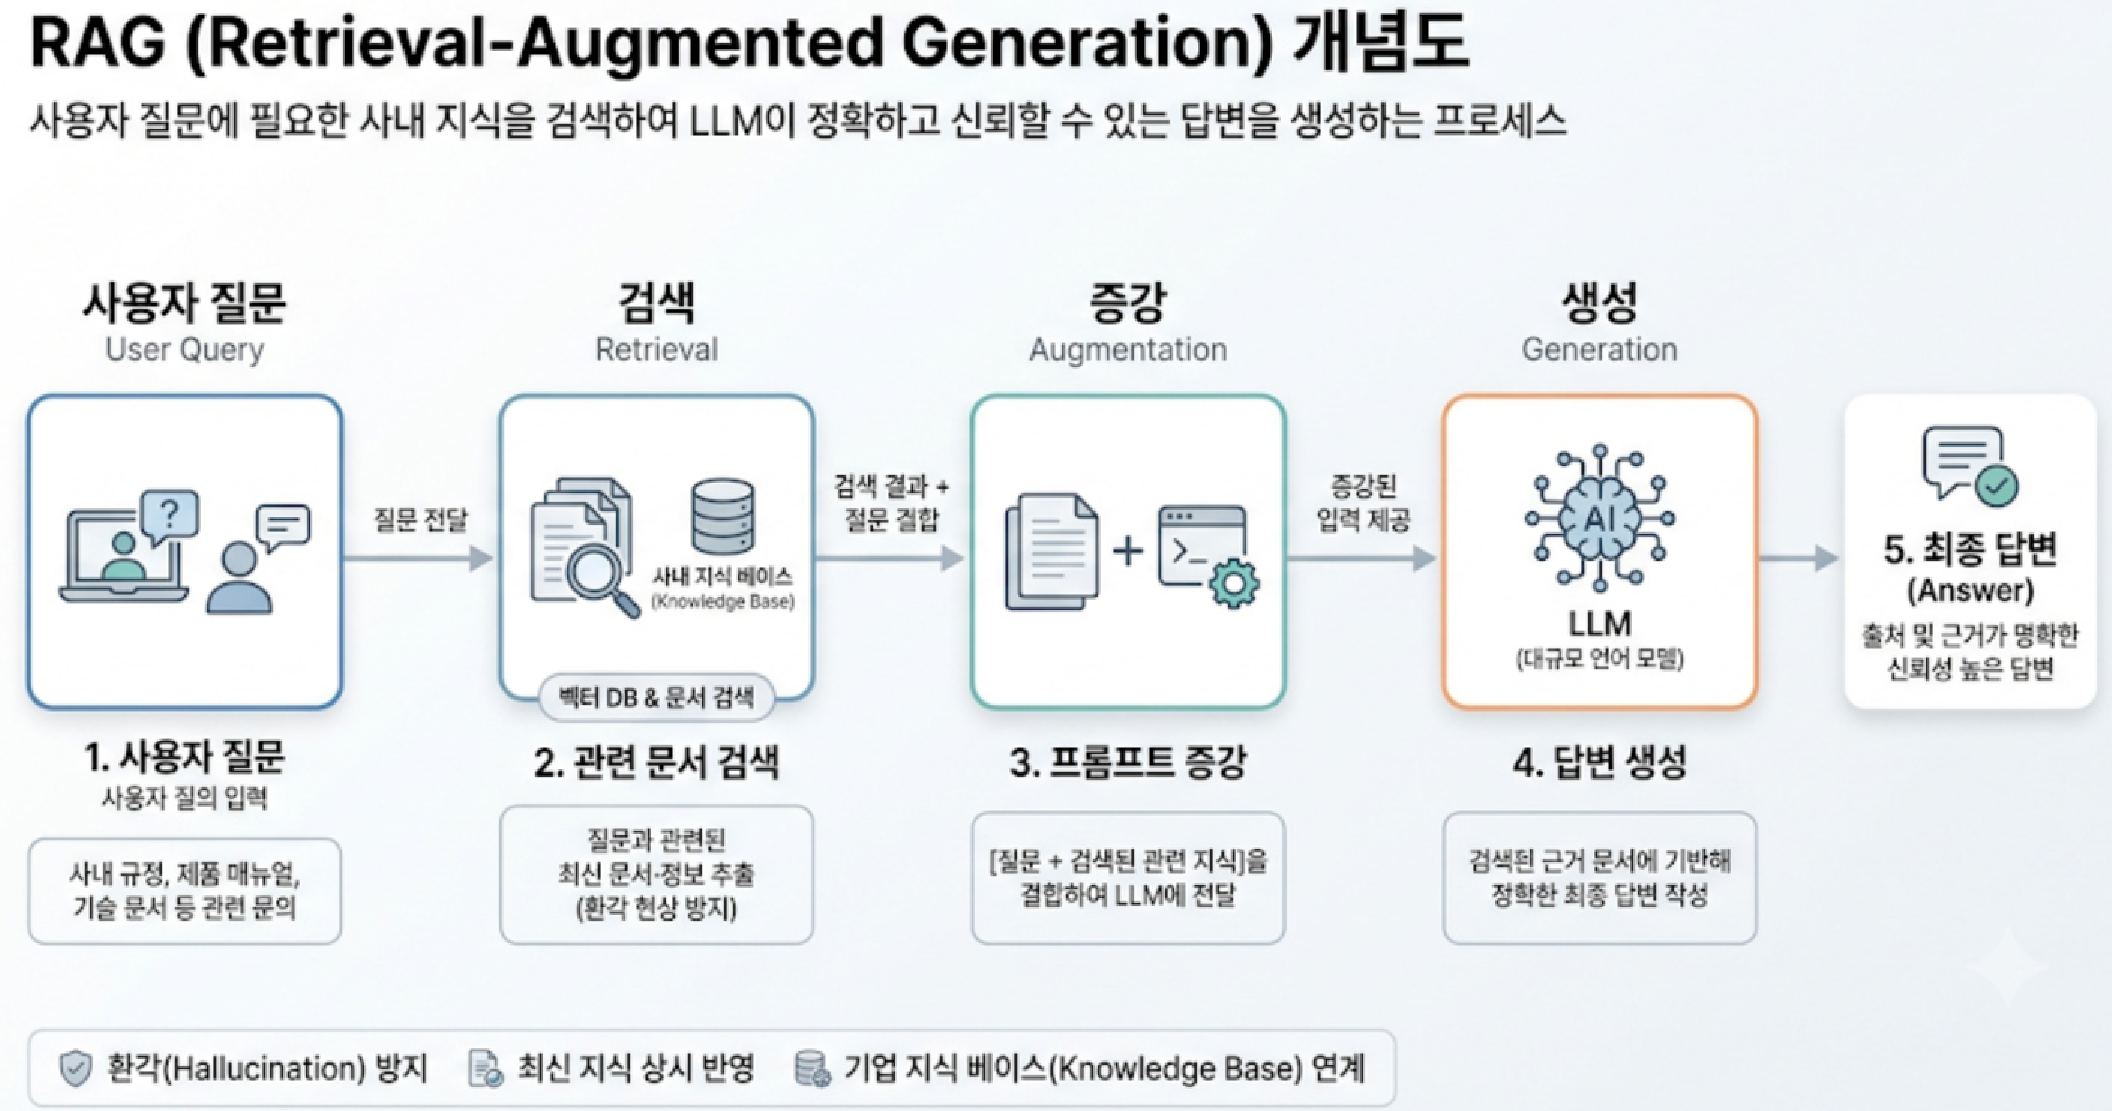 RAG (Retrieval-Augmented Generation) 개념도
사용자 질문에 필요한 사내 지식을 검색하여 LLM이 정확하고 신뢰할 수 있는 답변을 생성하는 프로세스
사용자 질문
User Query
검색
Retrieval
증강
Augmentation
생성
Generation
?
질문 전달
사내 지식 베이스
(Knowledge Base)
벡터 DB & 문서 검색
검색 결과 +
절문 결합
+
증강된
입력 제공
AI
LLM
(대규모 언어 모델)
5. 최종 답변
(Answer)
출처 및 근거가 명확한
신뢰성 높은 답변
1. 사용자 질문
사용자 질의 입력
사내 규정, 제품 매뉴얼,
기술 문서 등 관련 문의
2. 관련 문서 검색
질문과 관련된
최신 문서·정보 추출
(환각 현상 방지)
3. 프롬프트 증강
[질문 + 검색된 관련 지식]을
결합하여 LLM에 전달
4. 답변 생성
검색된 근거 문서에 기반해
정확한 최종 답변 작성
환각(Hallucination) 방지
최신 지식 상시 반영
기업 지식 베이스(Knowledge Base) 연계